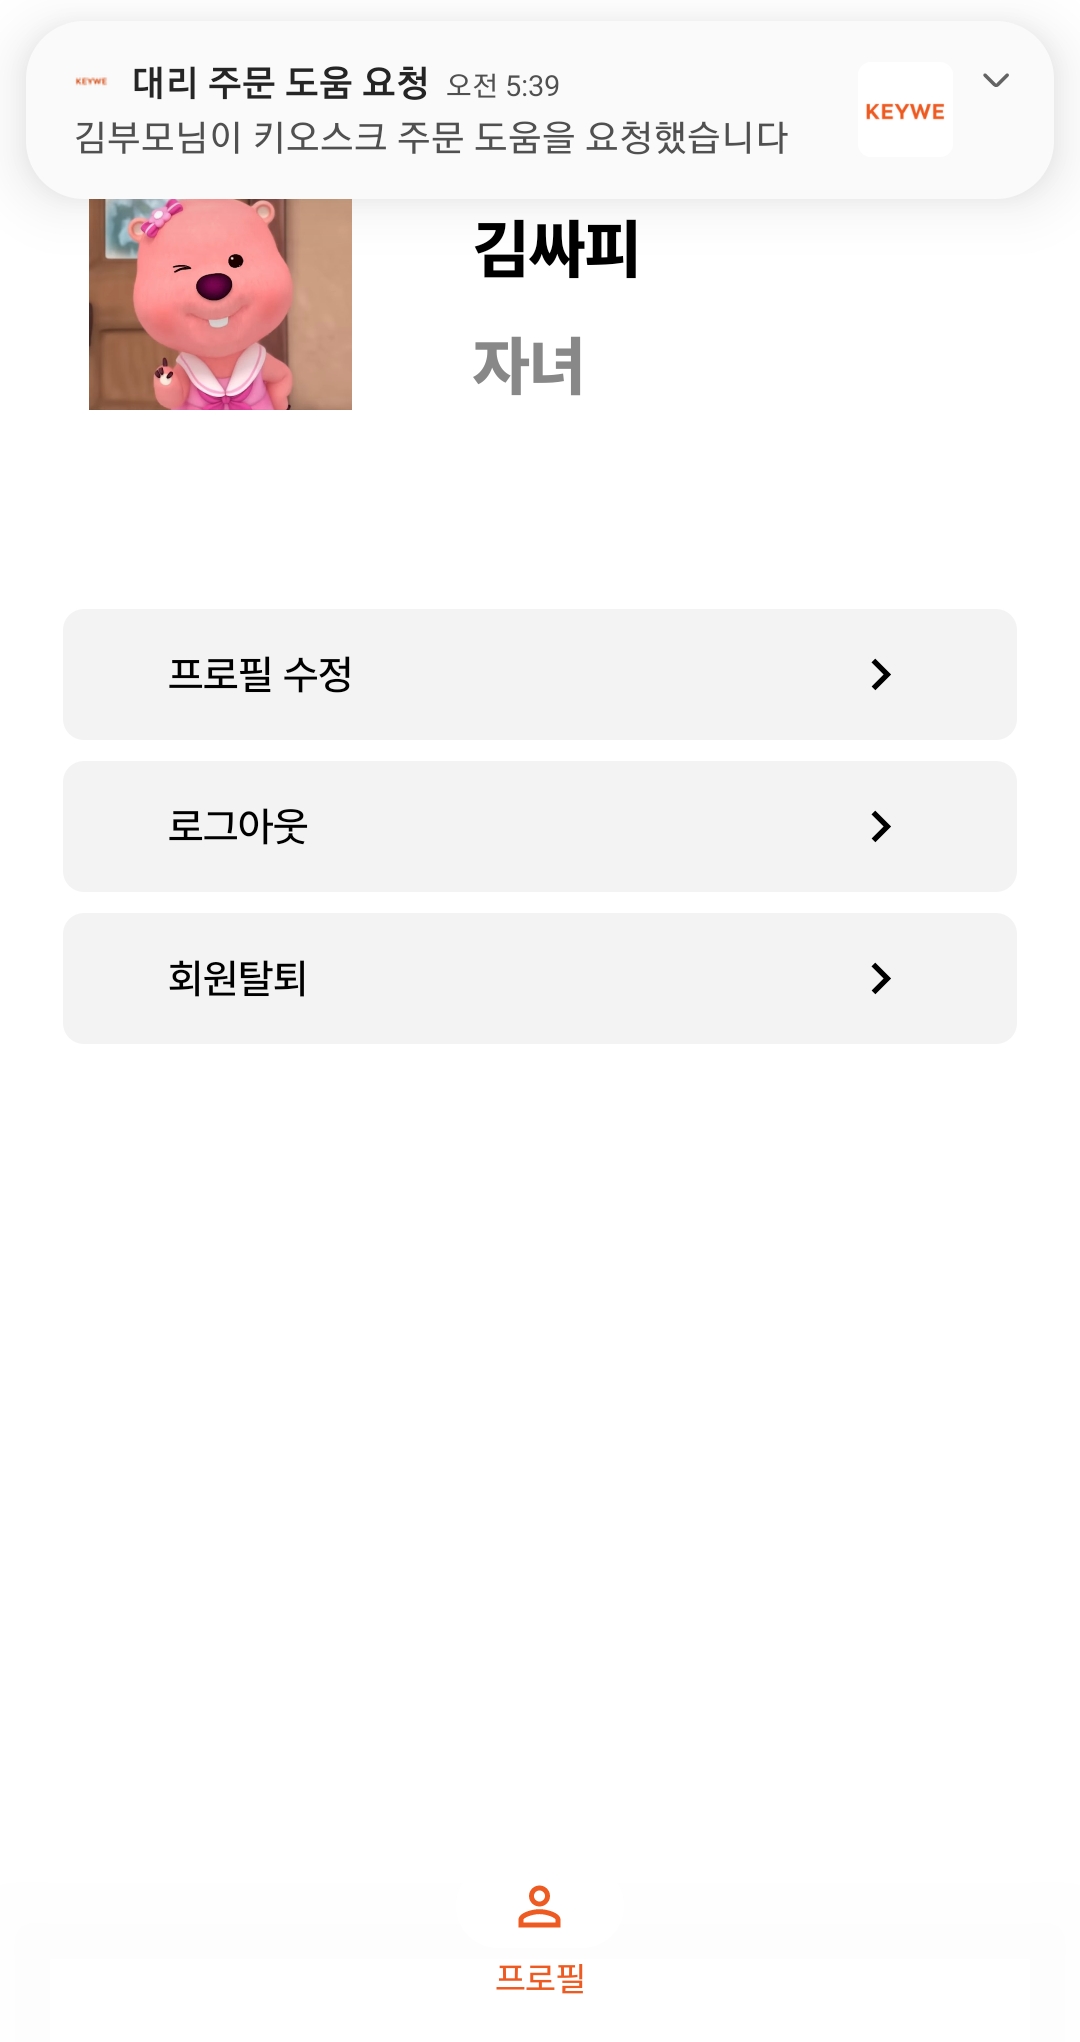 KEYWE 대리 주문 도움 요청 오전 5:39
김부모님이 키오스크 주문 도움을 요청했습니다
KEYWE
김싸피
자녀
프로필 수정
로그아웃
회원탈퇴
프로필